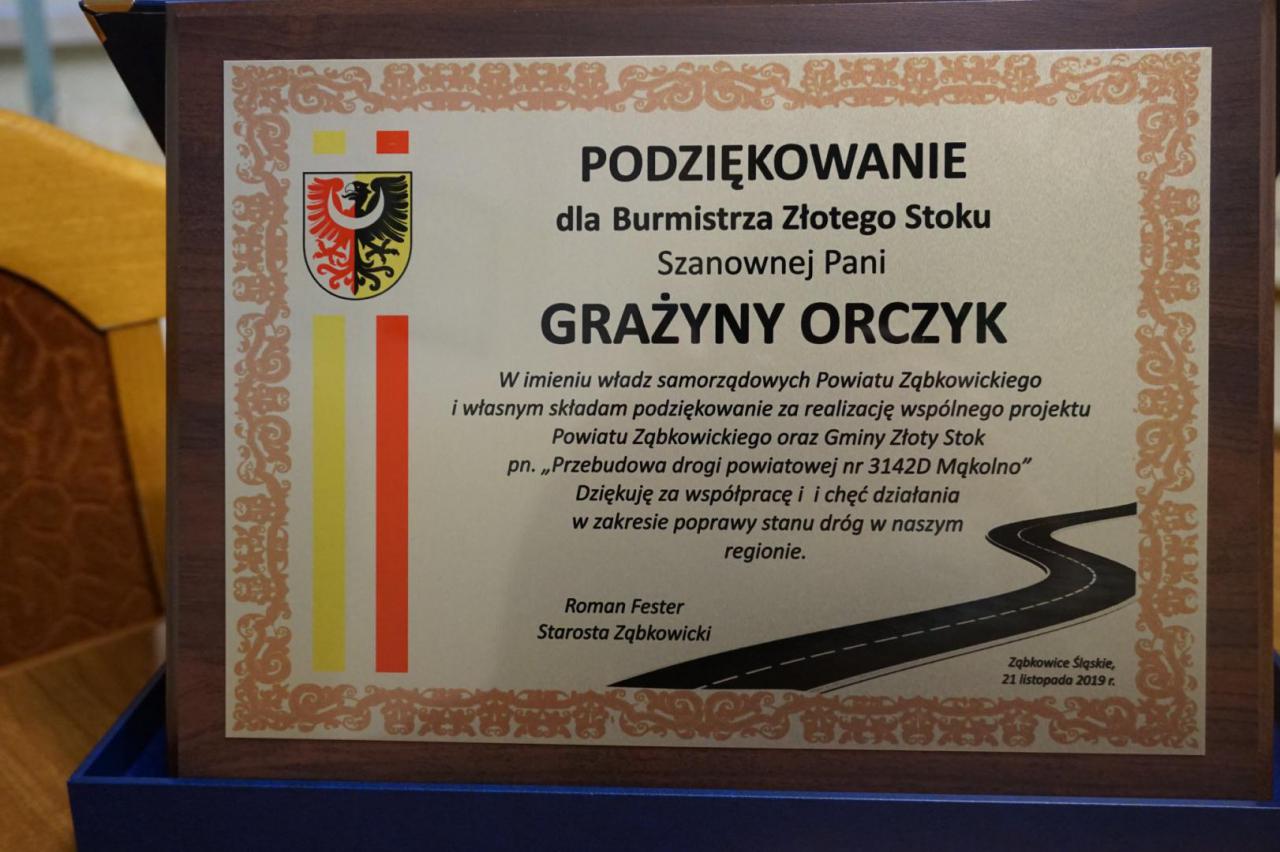 PODZIĘKOWANIE
dla Burmistrza Złotego Stoku
Szanownej Pani
GRAŻYNY ORCZYK
W imieniu władz samorządowych Powiatu Ząbkowickiego
i własnym składam podziękowanie za realizację wspólnego projektu
Powiatu Ząbkowickiego oraz Gminy Złoty Stok
pn. „Przebudowa drogi powiatowej nr 3142D Mąkolno”
Dziękuję za współpracę i i chęć działania
w zakresie poprawy stanu dróg w naszym
regionie.
Roman Fester
Starosta Ząbkowicki
Ząbkowice Śląskie,
21 listopada 2019 r.